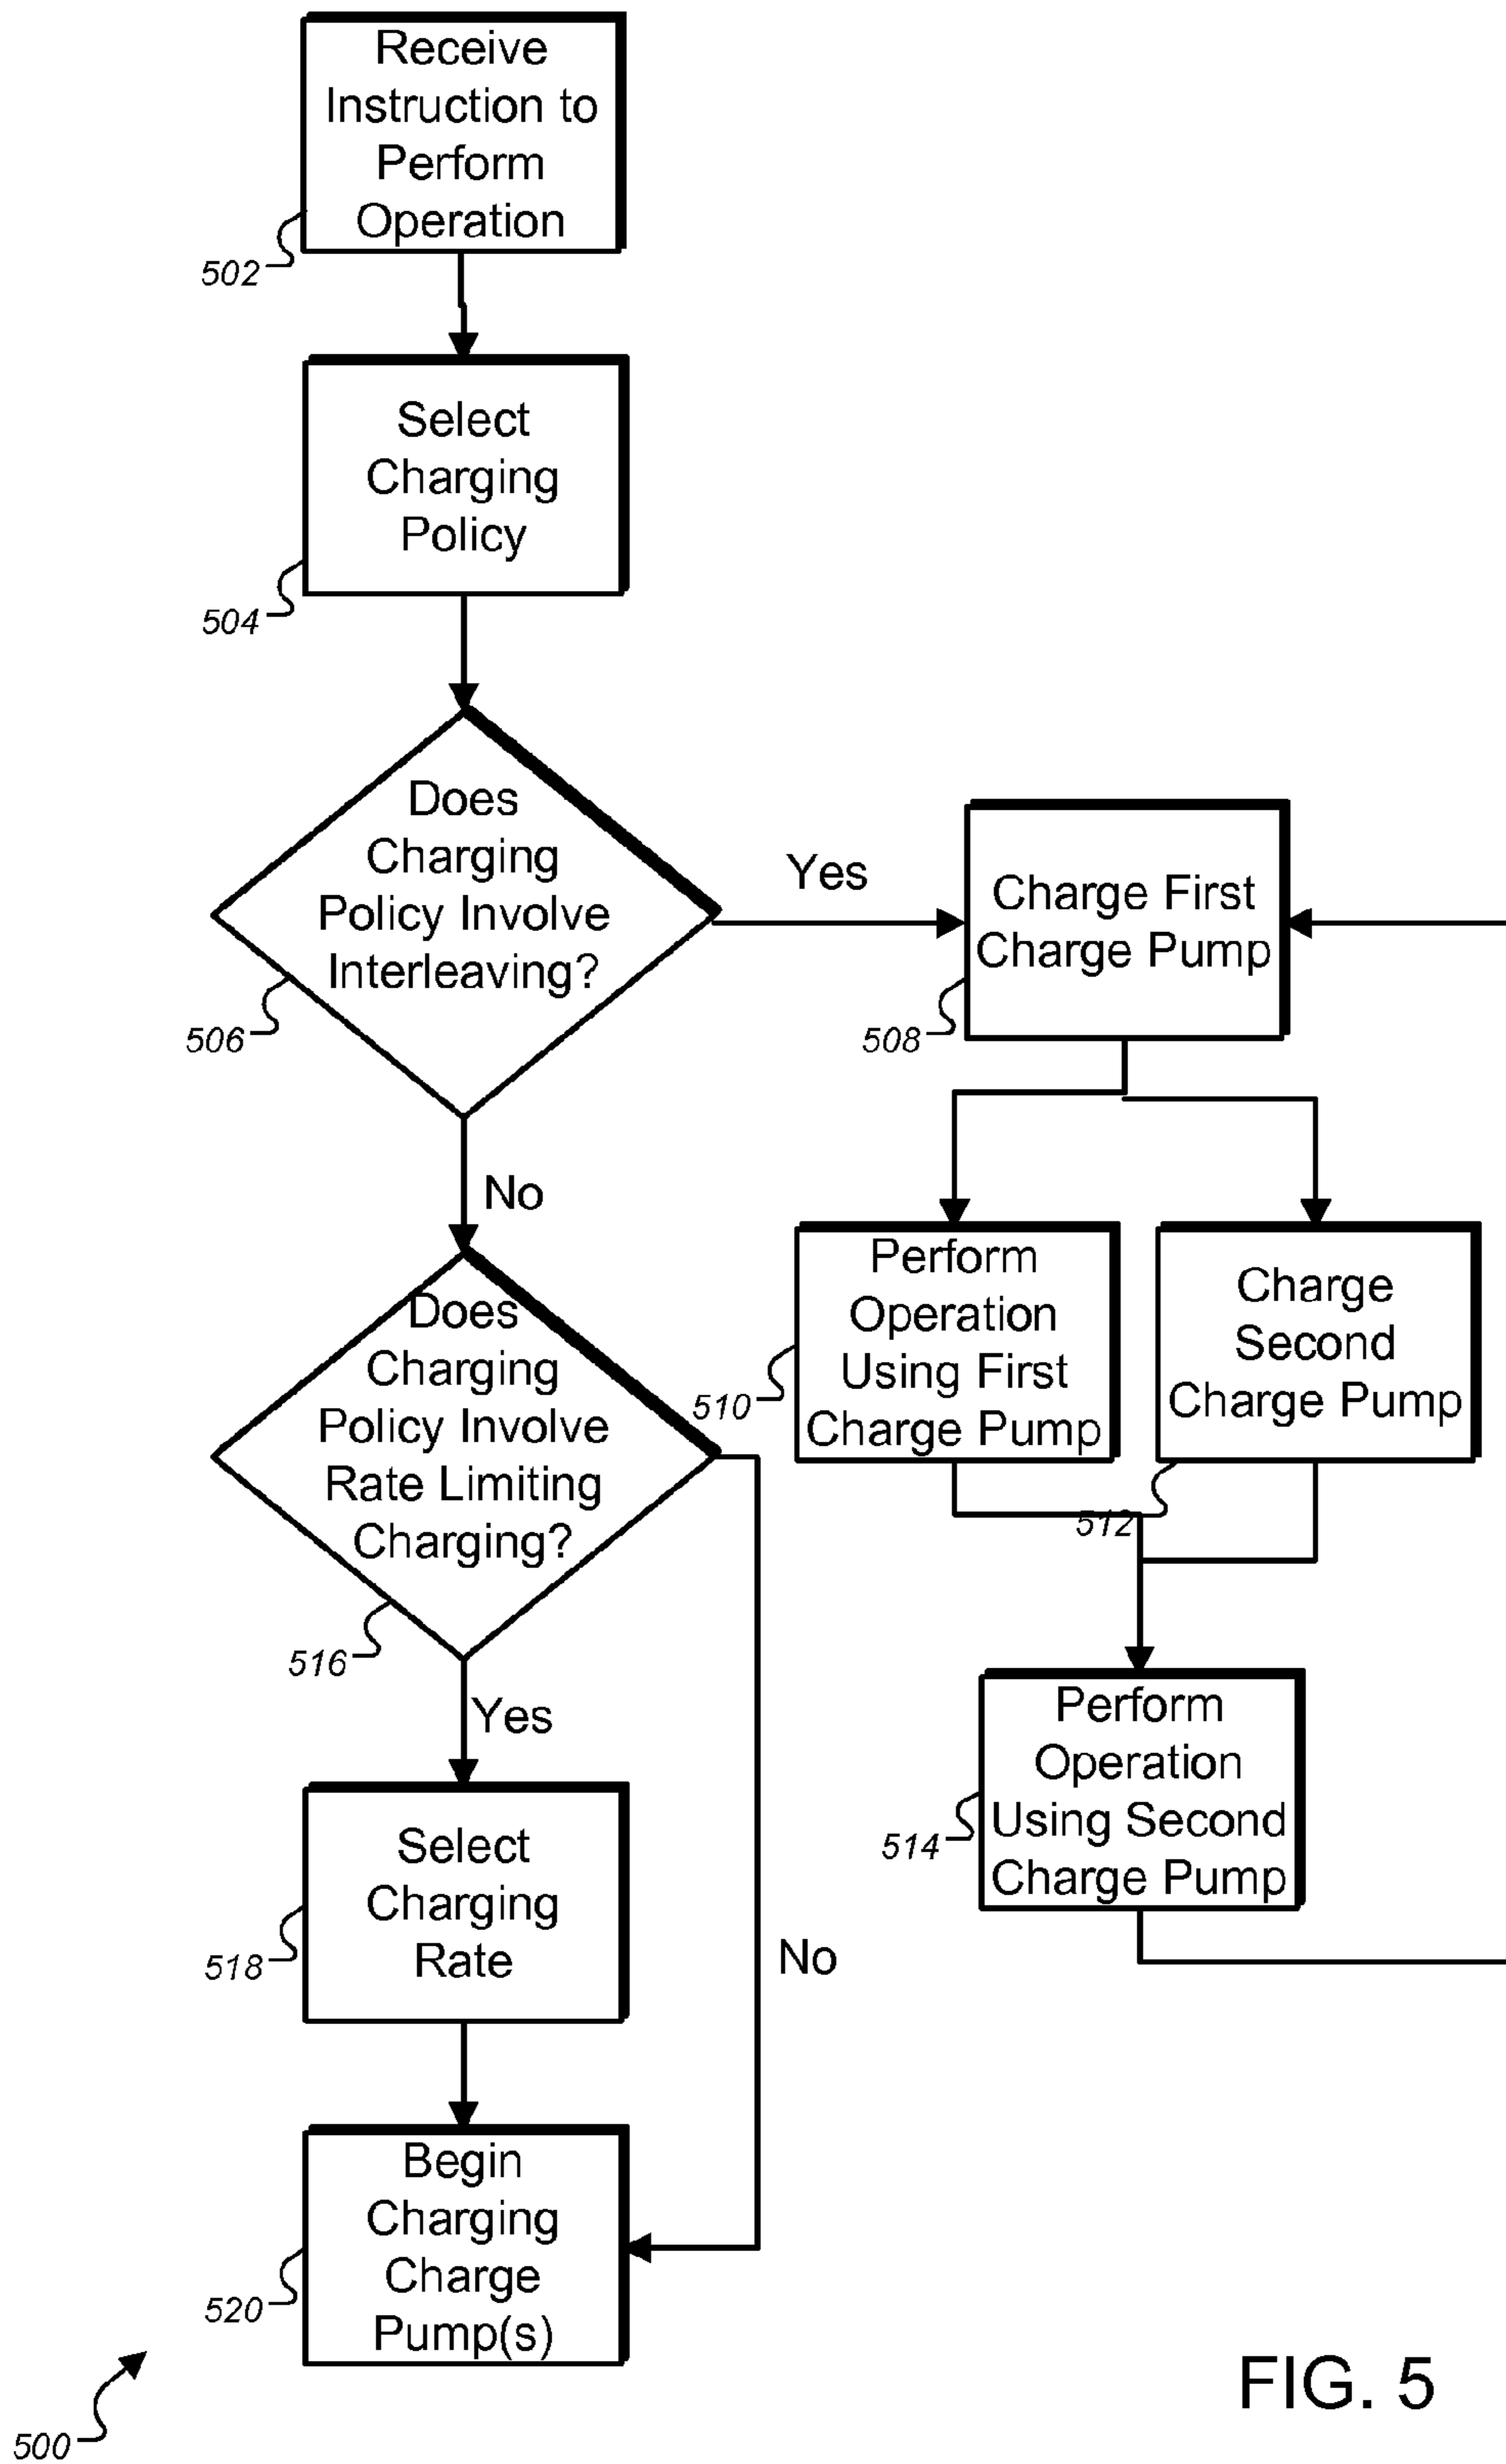 Receive
Instruction to
Perform
Operation
502
Select
Charging
Policy
504
Does
Charging
Policy Involve
Interleaving?
506
Yes
No
Charge First
Charge Pump
508
Perform
Operation
Using First
Charge Pump
510
Charge
Second
Charge Pump
512
Perform
Operation
Using Second
Charge Pump
514
Does
Charging
Policy Involve
Rate Limiting
Charging?
516
Yes
No
Select
Charging
Rate
518
Begin
Charging
Charge
Pump(s)
520
500
FIG. 5